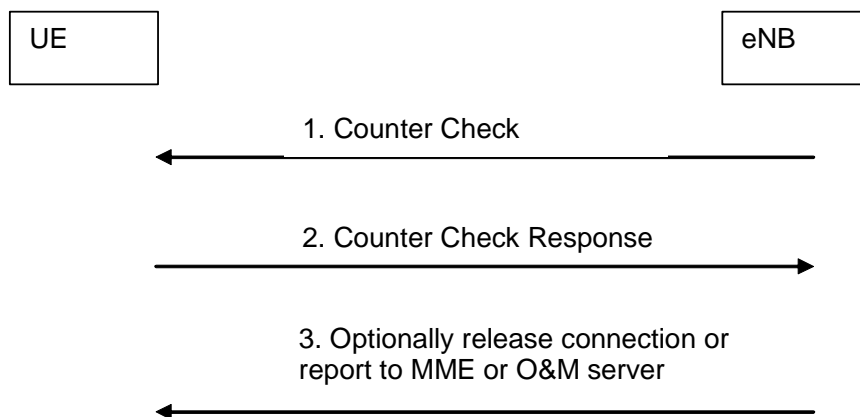 UE
eNB
1. Counter Check
2. Counter Check Response
3. Optionally release connection or
report to MME or O&M server